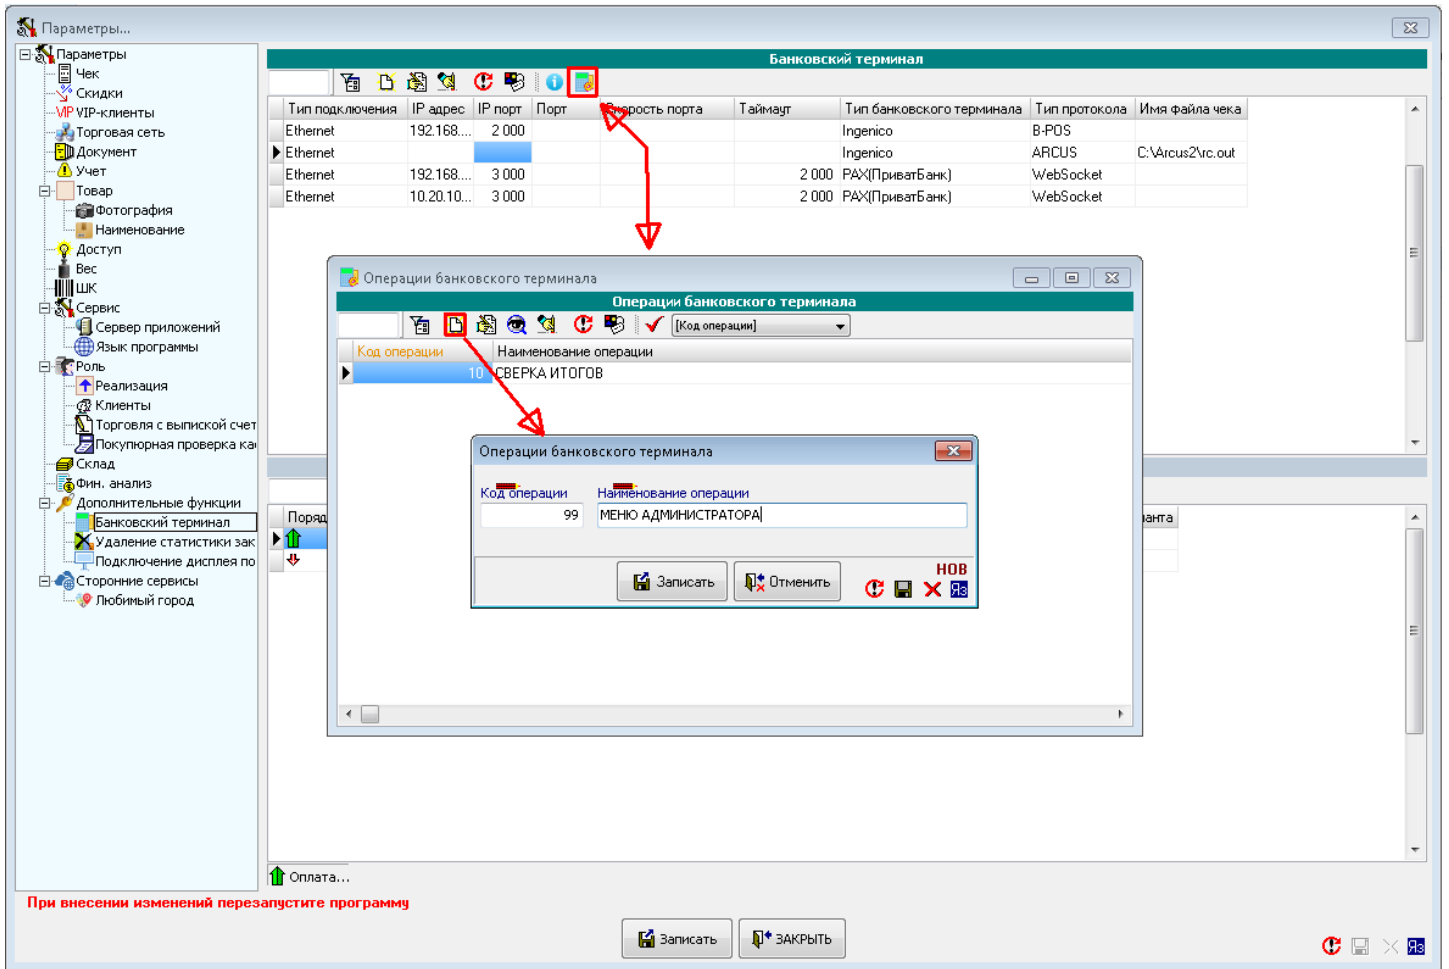 Параметры...
Параметры
Чек
Скидки
VIP VIP-клиенты
Торговая сеть
Документ
Учет
Товар
Фотография
Наименование
Доступ
Вес
ШК
Сервис
Сервер приложений
Язык программы
Роль
Реализация
Клиенты
Торговля с выпиской счет
Покупюрная проверка ка
Склад
Фин. анализ
Дополнительные функции
Банковский терминал
Удаление статистики зак
Подключение дисплея по
Сторонние сервисы
Любимый город
Банковский терминал
Тип подключения IP адрес IP порт Порт Скорость порта Таймаут Тип банковского терминала Тип протокола Имя файла чека
Ethernet 192.168.... 2 000 Ingenico B-POS
Ethernet Ingenico ARCUS C:\Arcus2\rc.out
Ethernet 192.168.... 3 000 2 000 PAX(ПриватБанк) WebSocket
Ethernet 10.20.10... 3 000 2 000 PAX(ПриватБанк) WebSocket
Операции банковского терминала
Операции банковского терминала
[Код операции]
Код операции Наименование операции
10 СВЕРКА ИТОГОВ
Операции банковского терминала
Код операции Наименование операции
99 МЕНЮ АДМИНИСТРАТОРА
Записать Отменить
НОВ
Яз
Поряд
анта
Оплата...
При внесении изменений перезапустите программу
Записать ЗАКРЫТЬ
Яз